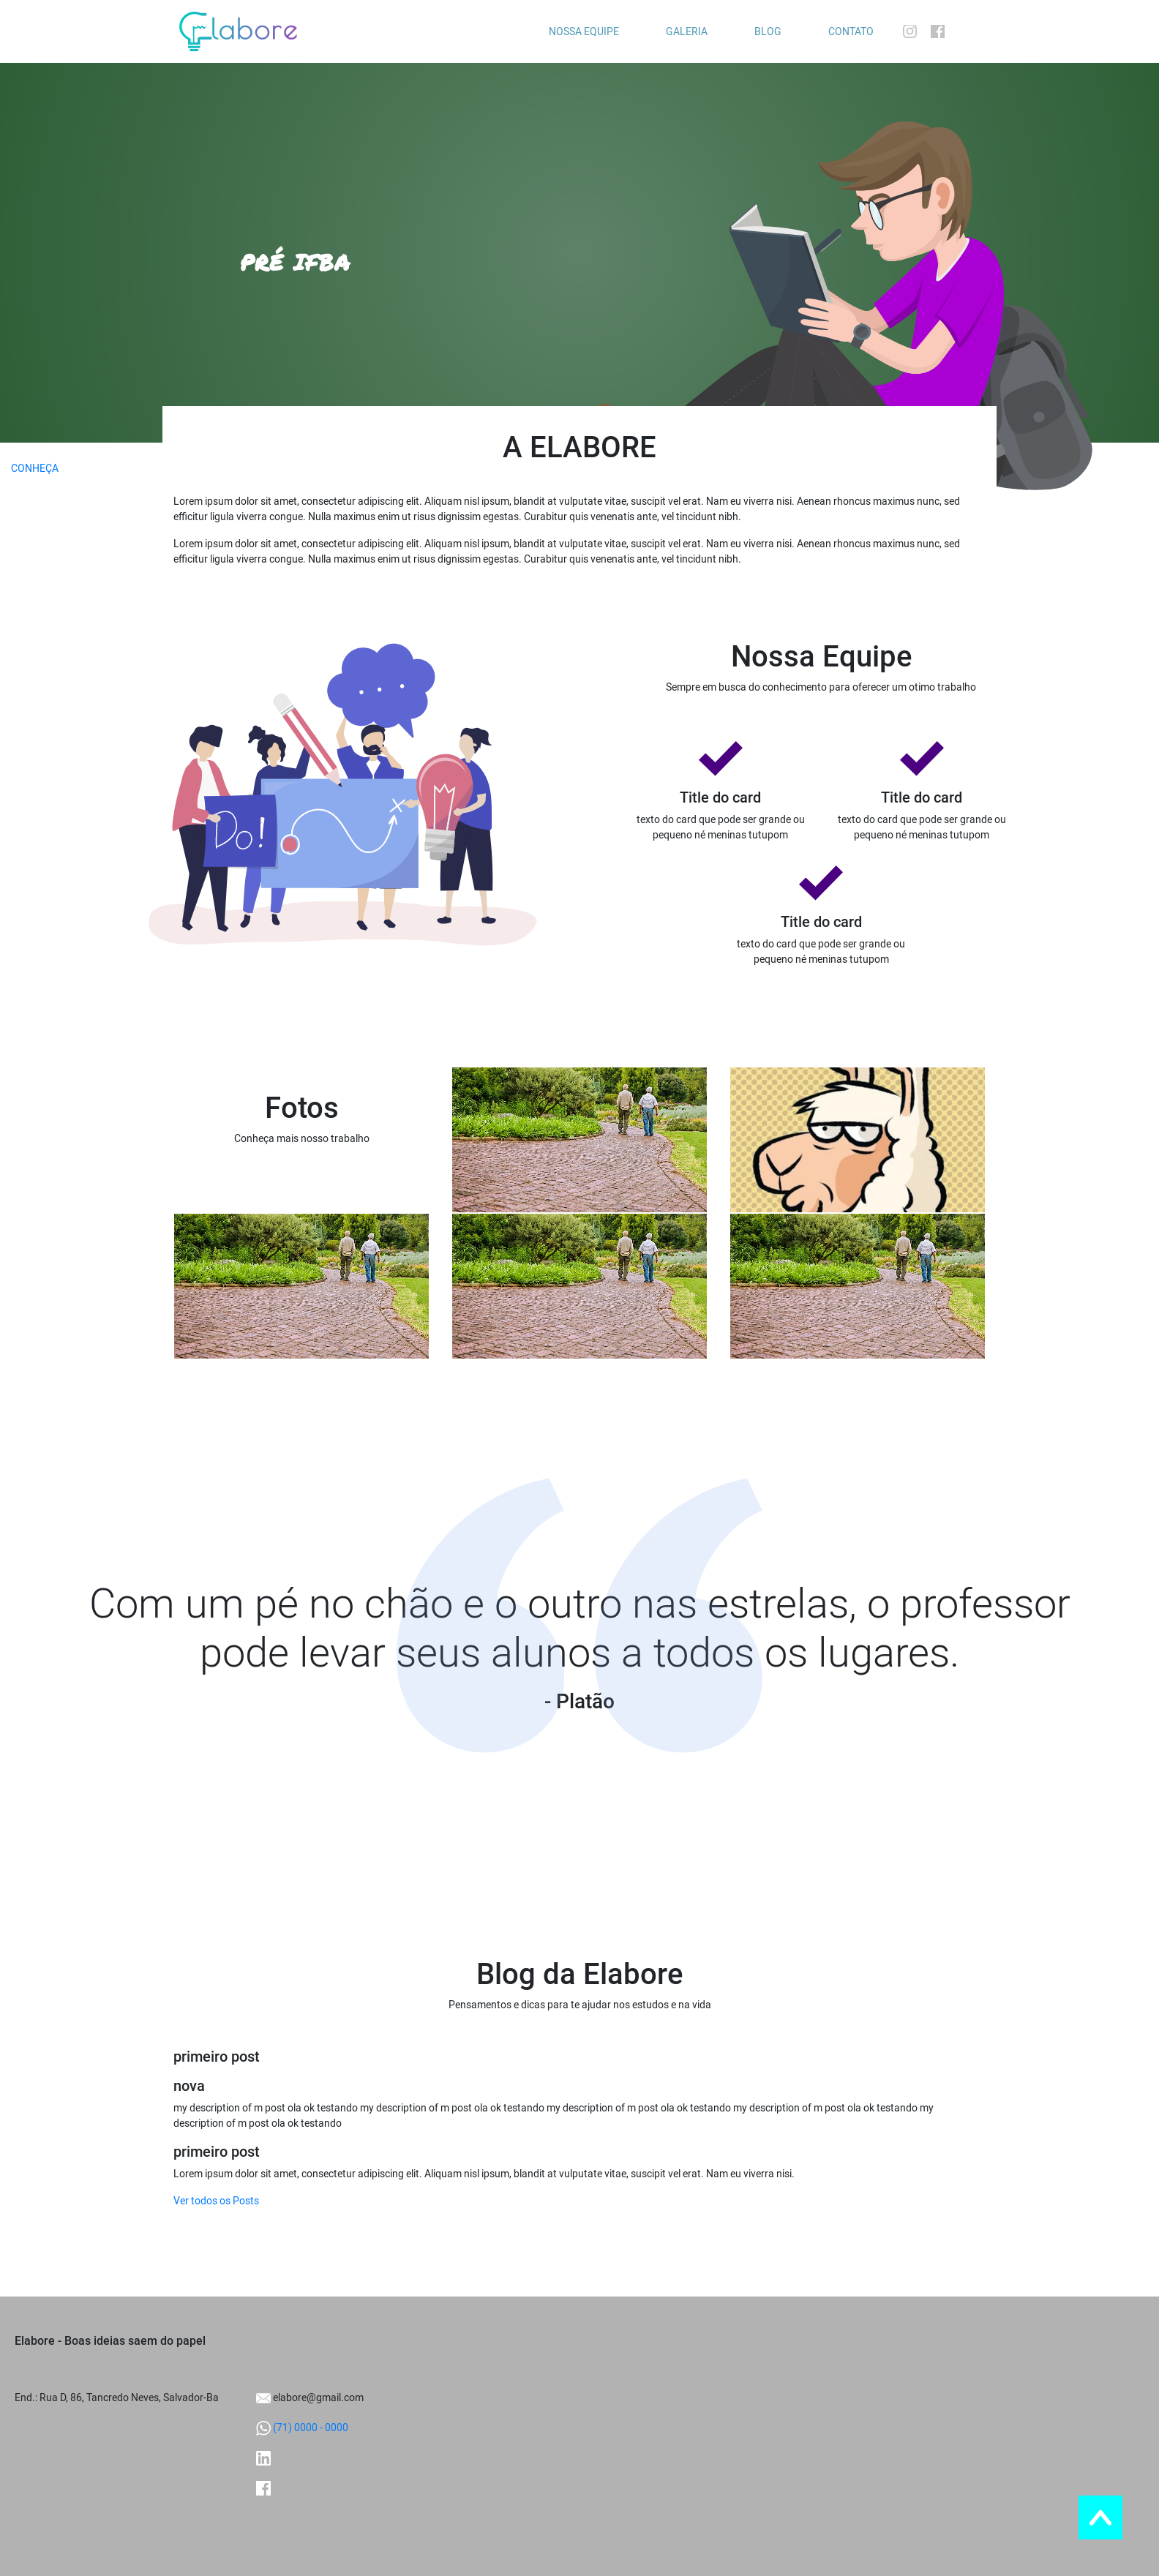 Elabore
NOSSA EQUIPE GALERIA BLOG CONTATO
PRÉ IFBA
A ELABORE
CONHEÇA
Lorem ipsum dolor sit amet, consectetur adipiscing elit. Aliquam nisl ipsum, blandit at vulputate vitae, suscipit vel erat. Nam eu viverra nisi. Aenean rhoncus maximus nunc, sed
efficitur ligula viverra congue. Nulla maximus enim ut risus dignissim egestas. Curabitur quis venenatis ante, vel tincidunt nibh.
Lorem ipsum dolor sit amet, consectetur adipiscing elit. Aliquam nisl ipsum, blandit at vulputate vitae, suscipit vel erat. Nam eu viverra nisi. Aenean rhoncus maximus nunc, sed
efficitur ligula viverra congue. Nulla maximus enim ut risus dignissim egestas. Curabitur quis venenatis ante, vel tincidunt nibh.
Do!
Nossa Equipe
Sempre em busca do conhecimento para oferecer um otimo trabalho
Title do card
texto do card que pode ser grande ou
pequeno né meninas tutupom
Title do card
texto do card que pode ser grande ou
pequeno né meninas tutupom
Title do card
texto do card que pode ser grande ou
pequeno né meninas tutupom
Fotos
Conheça mais nosso trabalho
Com um pé no chão e o outro nas estrelas, o professor
pode levar seus alunos a todos os lugares.
- Platão
Blog da Elabore
Pensamentos e dicas para te ajudar nos estudos e na vida
primeiro post
nova
my description of m post ola ok testando my description of m post ola ok testando my description of m post ola ok testando my description of m post ola ok testando my
description of m post ola ok testando
primeiro post
Lorem ipsum dolor sit amet, consectetur adipiscing elit. Aliquam nisl ipsum, blandit at vulputate vitae, suscipit vel erat. Nam eu viverra nisi.
Ver todos os Posts
Elabore - Boas ideias saem do papel
End.: Rua D, 86, Tancredo Neves, Salvador-Ba
elabore@gmail.com
(71) 0000 - 0000